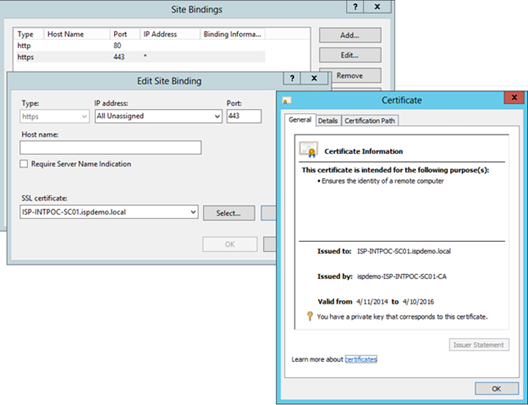 Site Bindings
?
X
Type Host Name Port IP Address Binding Informa...
http 80
https 443 *
Add...
Edit...
Remove
Edit Site Binding
?
X
Type: IP address: Port:
https All Unassigned 443
Host name:
Require Server Name Indication
SSL certificate:
ISP-INTPOC-SC01.ispdemo.local
Select...
OK
Certificate
X
General Details Certification Path
Certificate Information
This certificate is intended for the following purpose(s):
• Ensures the identity of a remote computer
Issued to: ISP-INTPOC-SC01.ispdemo.local
Issued by: ispdemo-ISP-INTPOC-SC01-CA
Valid from 4/11/2014 to 4/10/2016
You have a private key that corresponds to this certificate.
Issuer Statement
Learn more about certificates
OK